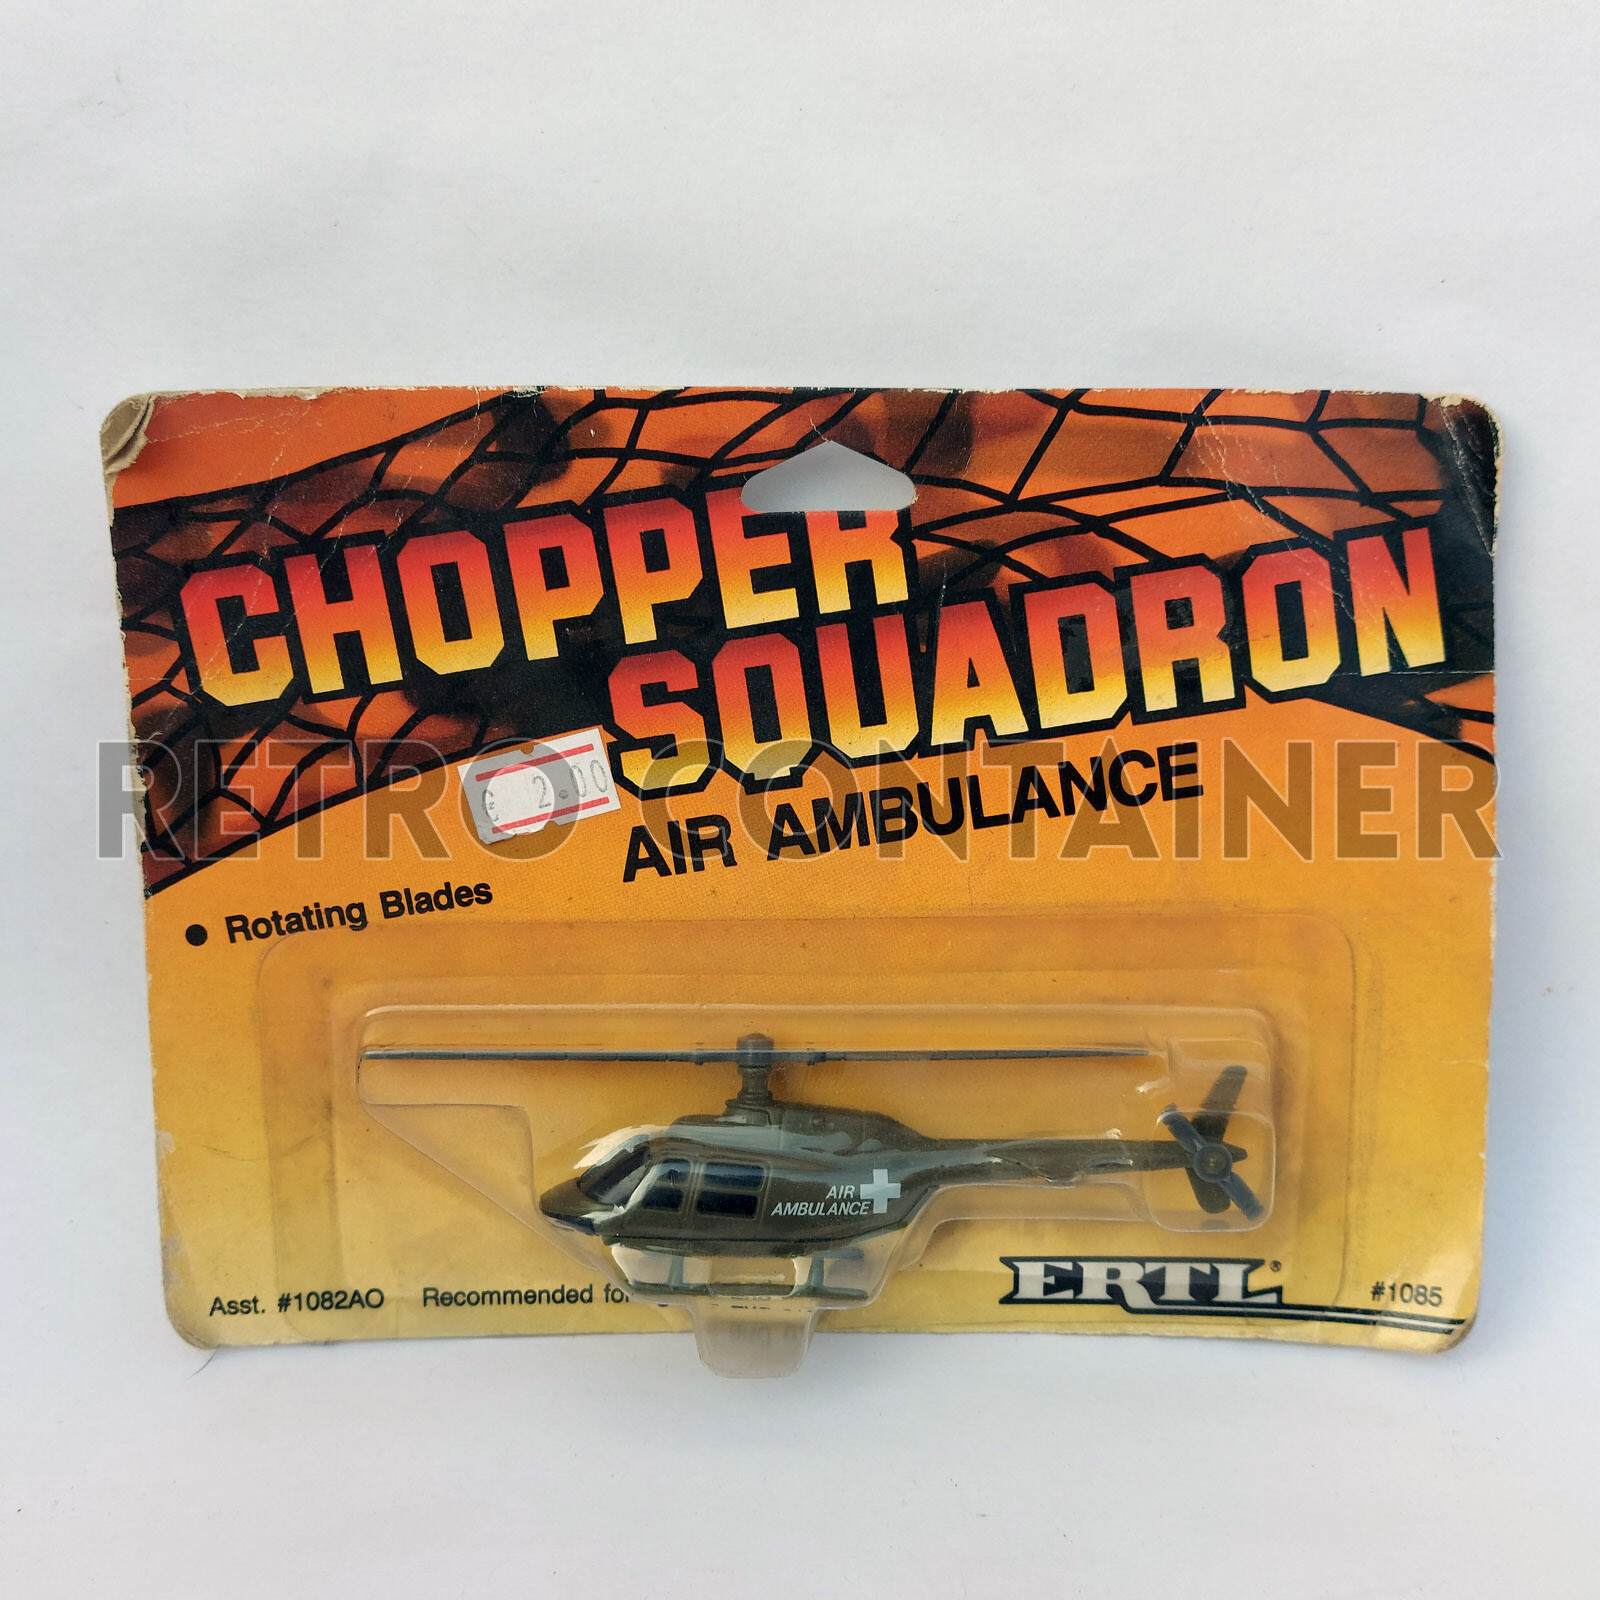 CHOPPER
SQUADRON
AIR AMBULANCE
€ 2.00
RETRO CONTAINER
● Rotating Blades
AIR
AMBULANCE
Asst. #1082AO
Recommended for
ERTL®
#1085